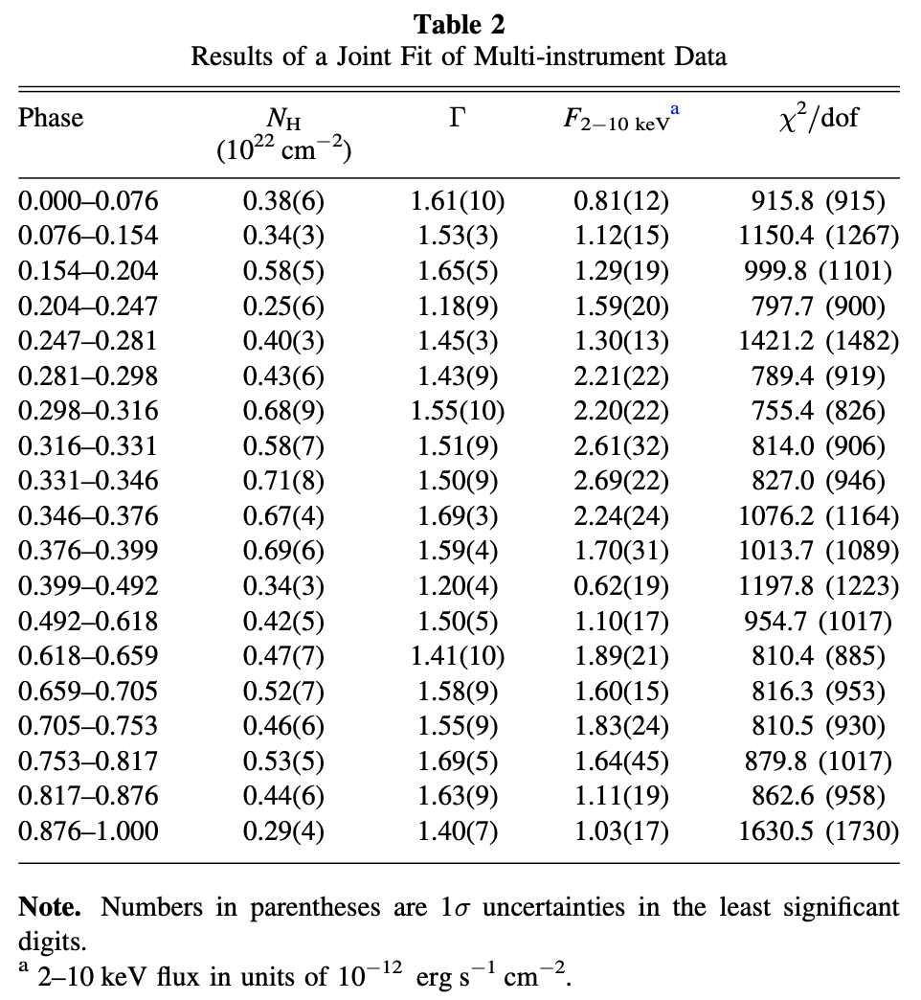 Table 2
Results of a Joint Fit of Multi-instrument Data
Phase N_H Γ F_2–10 keV^a χ²/dof
(10^22 cm^−2)
0.000–0.076 0.38(6) 1.61(10) 0.81(12) 915.8 (915)
0.076–0.154 0.34(3) 1.53(3) 1.12(15) 1150.4 (1267)
0.154–0.204 0.58(5) 1.65(5) 1.29(19) 999.8 (1101)
0.204–0.247 0.25(6) 1.18(9) 1.59(20) 797.7 (900)
0.247–0.281 0.40(3) 1.45(3) 1.30(13) 1421.2 (1482)
0.281–0.298 0.43(6) 1.43(9) 2.21(22) 789.4 (919)
0.298–0.316 0.68(9) 1.55(10) 2.20(22) 755.4 (826)
0.316–0.331 0.58(7) 1.51(9) 2.61(32) 814.0 (906)
0.331–0.346 0.71(8) 1.50(9) 2.69(22) 827.0 (946)
0.346–0.376 0.67(4) 1.69(3) 2.24(24) 1076.2 (1164)
0.376–0.399 0.69(6) 1.59(4) 1.70(31) 1013.7 (1089)
0.399–0.492 0.34(3) 1.20(4) 0.62(19) 1197.8 (1223)
0.492–0.618 0.42(5) 1.50(5) 1.10(17) 954.7 (1017)
0.618–0.659 0.47(7) 1.41(10) 1.89(21) 810.4 (885)
0.659–0.705 0.52(7) 1.58(9) 1.60(15) 816.3 (953)
0.705–0.753 0.46(6) 1.55(9) 1.83(24) 810.5 (930)
0.753–0.817 0.53(5) 1.69(5) 1.64(45) 879.8 (1017)
0.817–0.876 0.44(6) 1.63(9) 1.11(19) 862.6 (958)
0.876–1.000 0.29(4) 1.40(7) 1.03(17) 1630.5 (1730)
Note. Numbers in parentheses are 1σ uncertainties in the least significant
digits.
^a 2–10 keV flux in units of 10^−12 erg s^−1 cm^−2.